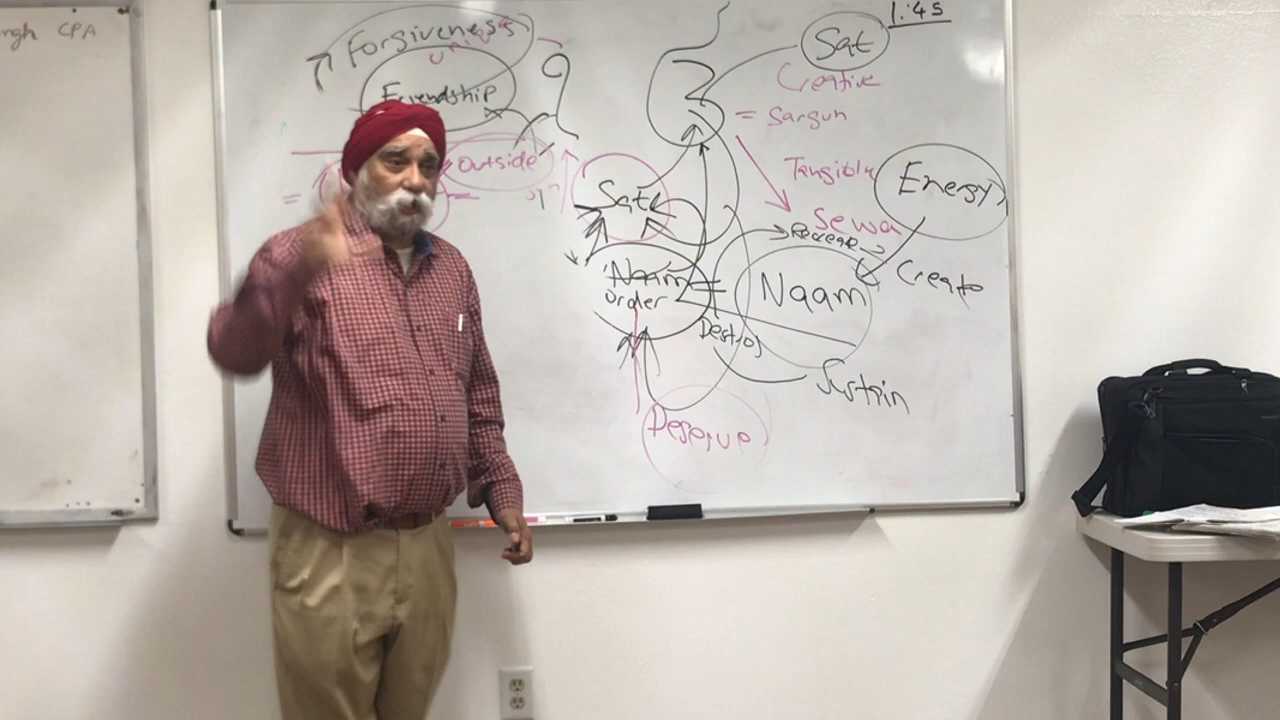 ngh CPA
Forgiveness
Friendship
Outside
1:45
Sat
Creative
= Sargun
Tangible
Sewa
Energy
Sat
Naam
order
=
Naam
Create
Destroy
Sustain
Deserve